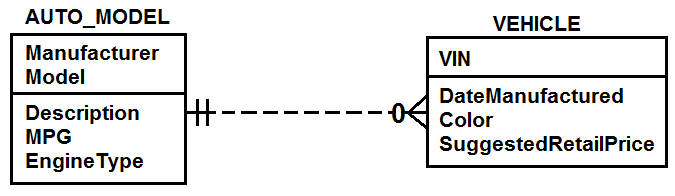 AUTO_MODEL
Manufacturer
Model
Description
MPG
EngineType
VEHICLE
VIN
DateManufactured
Color
SuggestedRetailPrice